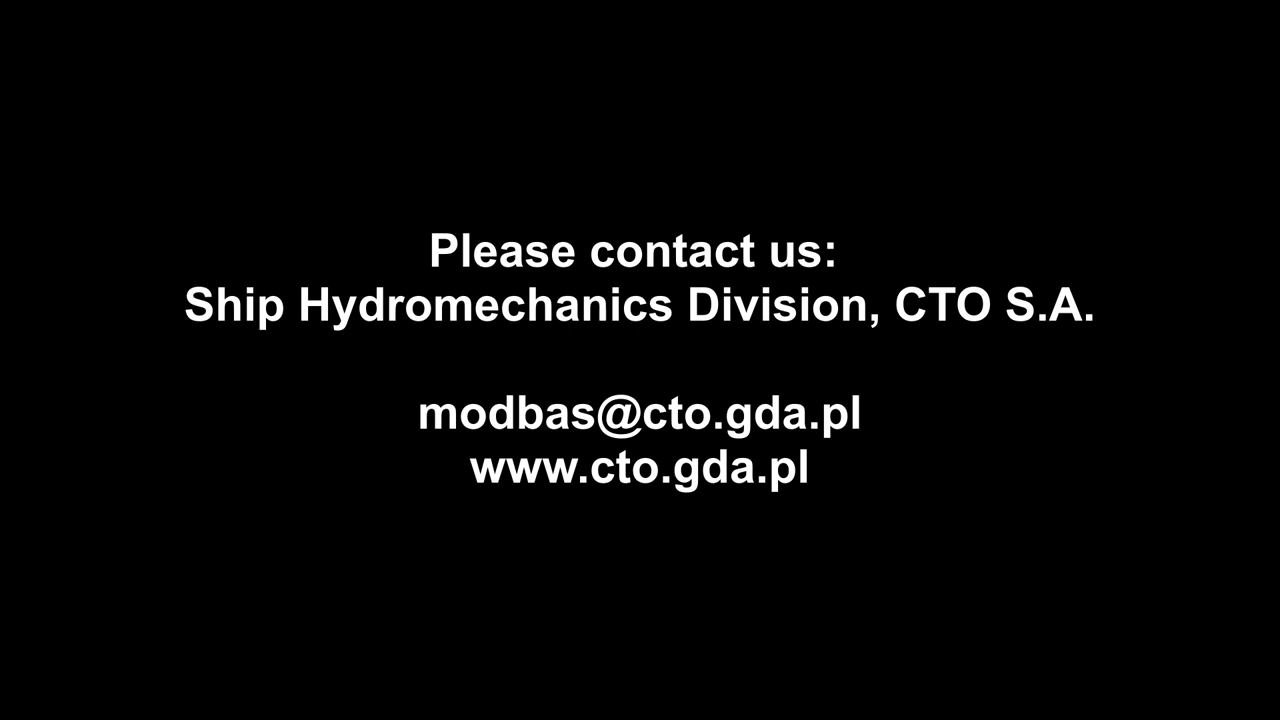 Please contact us:
Ship Hydromechanics Division, CTO S.A.
modbas@cto.gda.pl
www.cto.gda.pl